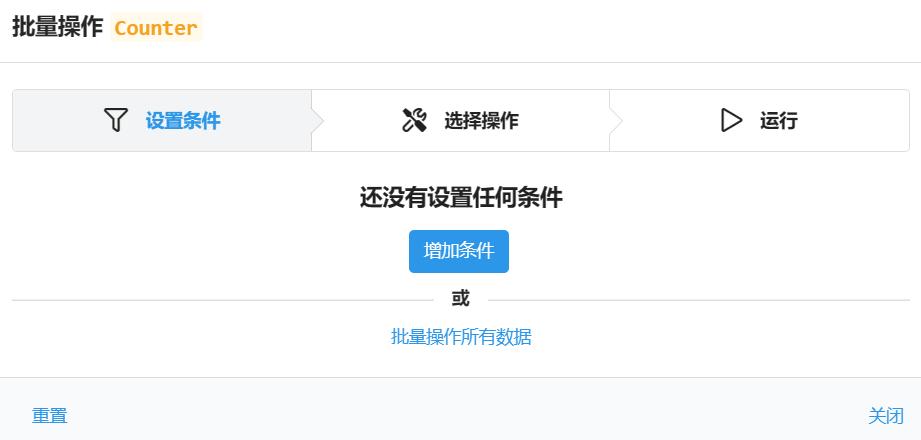 批量操作 Counter
设置条件 选择操作 运行
还没有设置任何条件
增加条件
或
批量操作所有数据
重置 关闭